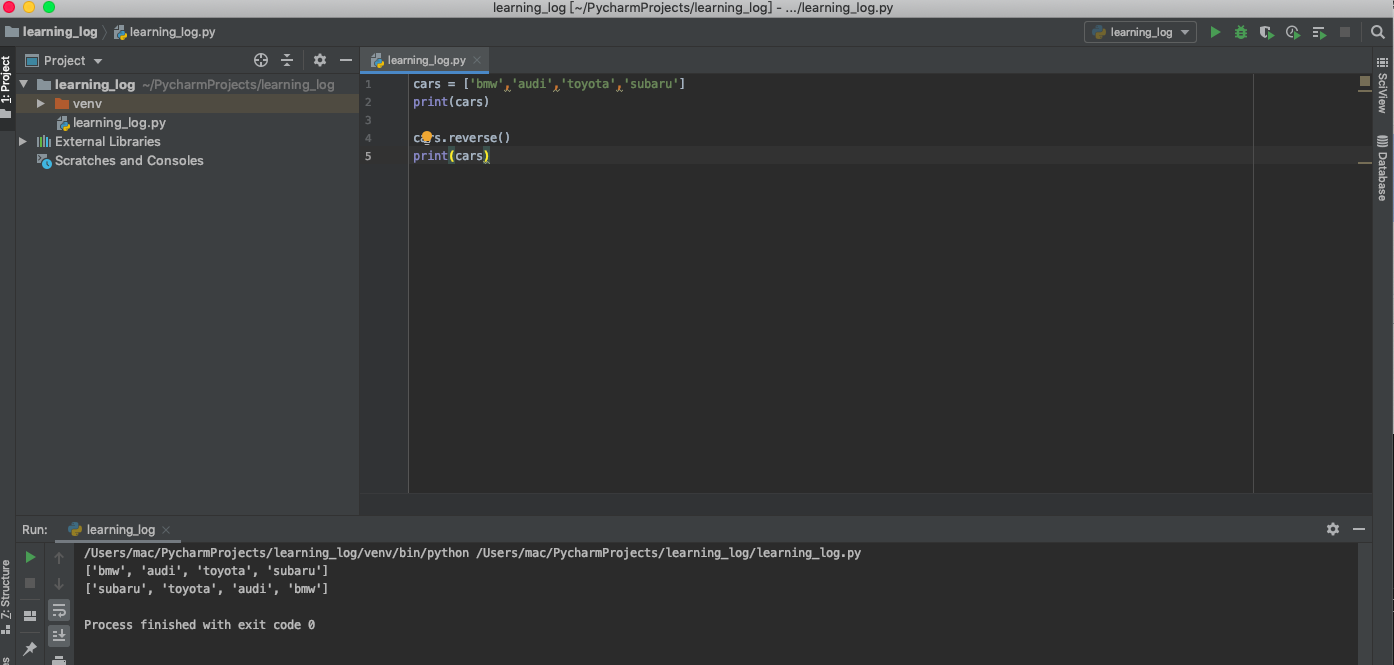 learning_log [~/PycharmProjects/learning_log] - .../learning_log.py
learning_log
learning_log.py
learning_log
1: Project
Project
learning_log ~/PycharmProjects/learning_log
venv
learning_log.py
External Libraries
Scratches and Consoles
learning_log.py
1 cars = ['bmw','audi','toyota','subaru']
2 print(cars)
3
4 cars.reverse()
5 print(cars)
SciView
Database
Run:
learning_log
/Users/mac/PycharmProjects/learning_log/venv/bin/python /Users/mac/PycharmProjects/learning_log/learning_log.py
['bmw', 'audi', 'toyota', 'subaru']
['subaru', 'toyota', 'audi', 'bmw']
Process finished with exit code 0
Z: Structure